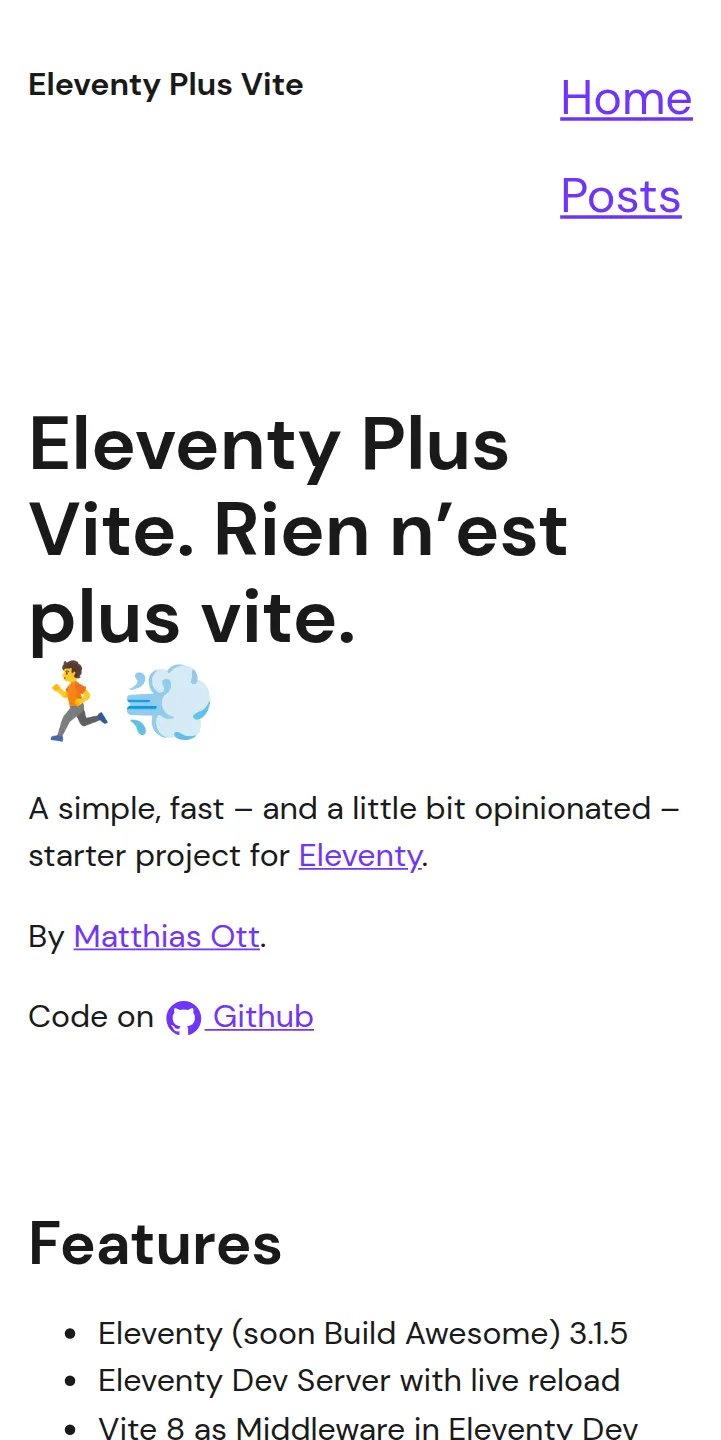 Eleventy Plus Vite
Home
Posts
Eleventy Plus
Vite. Rien n’est
plus vite.
🏃💨
A simple, fast – and a little bit opinionated –
starter project for Eleventy.
By Matthias Ott.
Code on Github
Features
• Eleventy (soon Build Awesome) 3.1.5
• Eleventy Dev Server with live reload
• Vite 8 as Middleware in Eleventy Dev